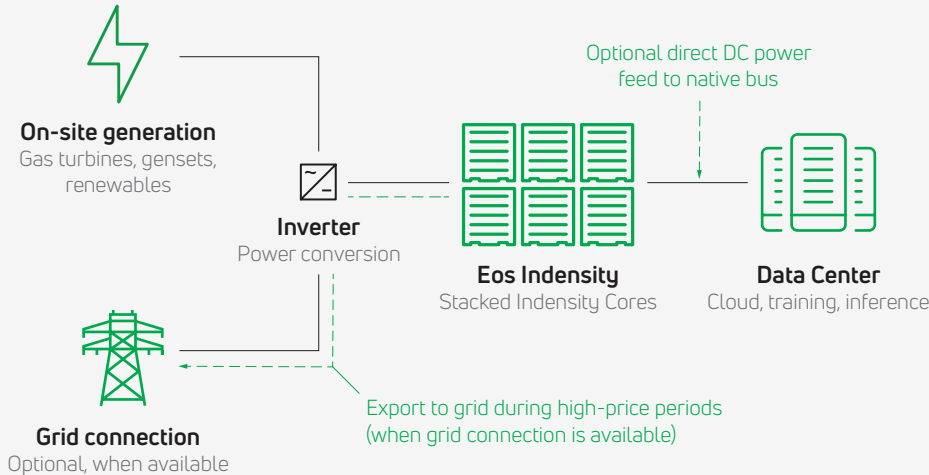 Optional direct DC power
feed to native bus
On-site generation
Gas turbines, gensets,
renewables
Inverter
Power conversion
Eos Indensity
Stacked Indensity Cores
Data Center
Cloud, training, inference
Export to grid during high-price periods
(when grid connection is available)
Grid connection
Optional, when available